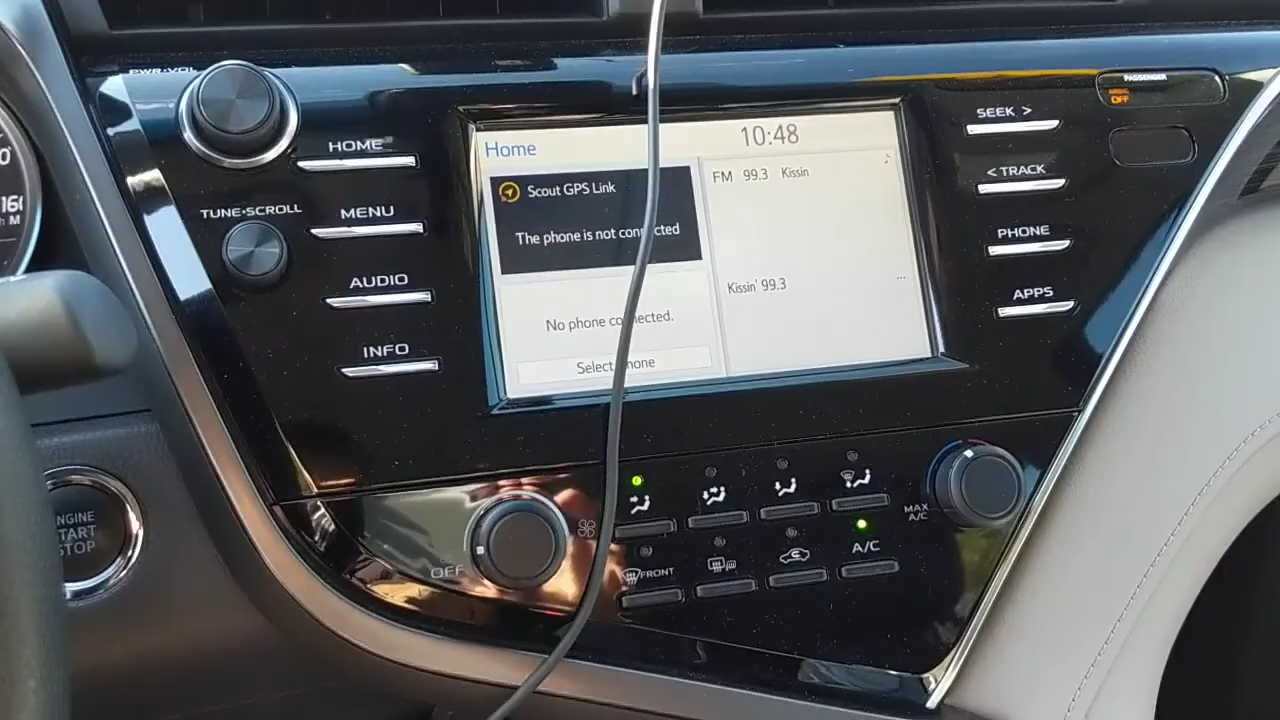 PWR•VOL
HOME
TUNE•SCROLL
MENU
AUDIO
INFO
Home
10:48
Scout GPS Link
The phone is not connected
No phone connected.
Select phone
FM 99.3 Kissin
Kissin' 99.3
SEEK >
< TRACK
PHONE
APPS
PASSENGER
OFF
160
ENGINE
START
STOP
OFF
FRONT
A/C
MAX
A/C